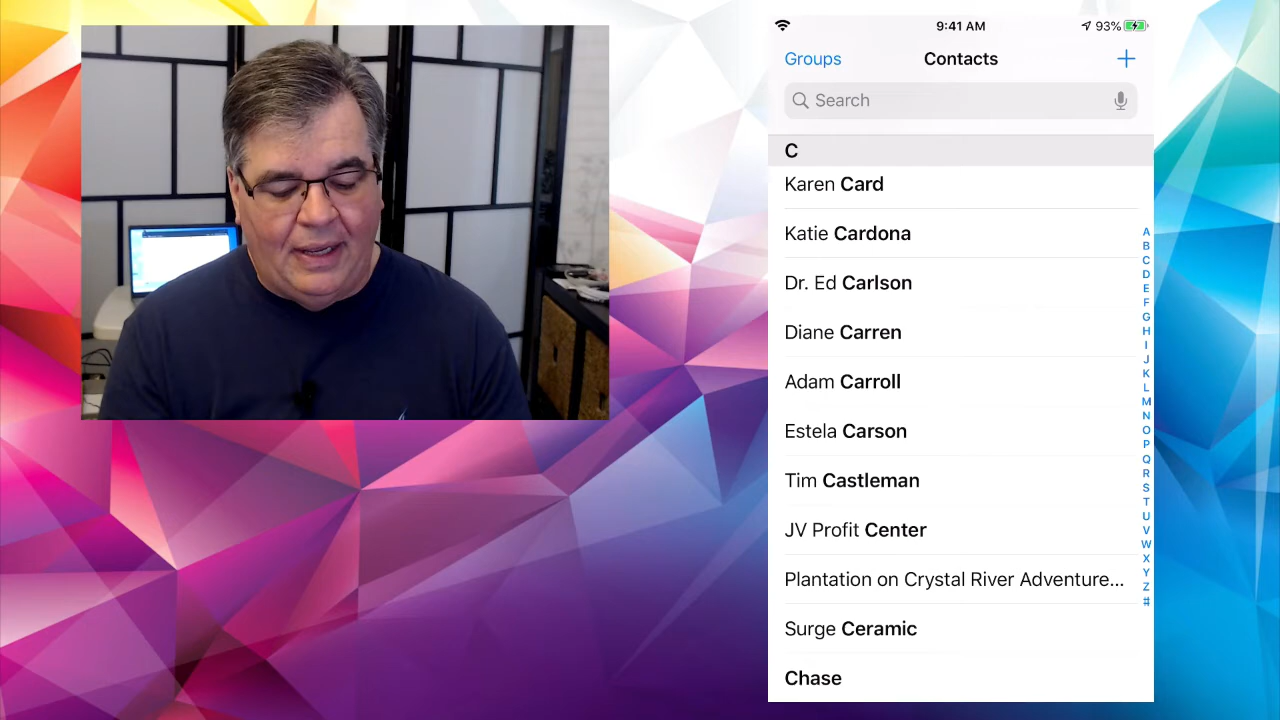 9:41 AM
93%
Groups
Contacts
+
Search
C
Karen Card
Katie Cardona
Dr. Ed Carlson
Diane Carren
Adam Carroll
Estela Carson
Tim Castleman
JV Profit Center
Plantation on Crystal River Adventure...
Surge Ceramic
Chase
A
B
C
D
E
F
G
H
I
J
K
L
M
N
O
P
Q
R
S
T
U
V
W
X
Y
Z
#